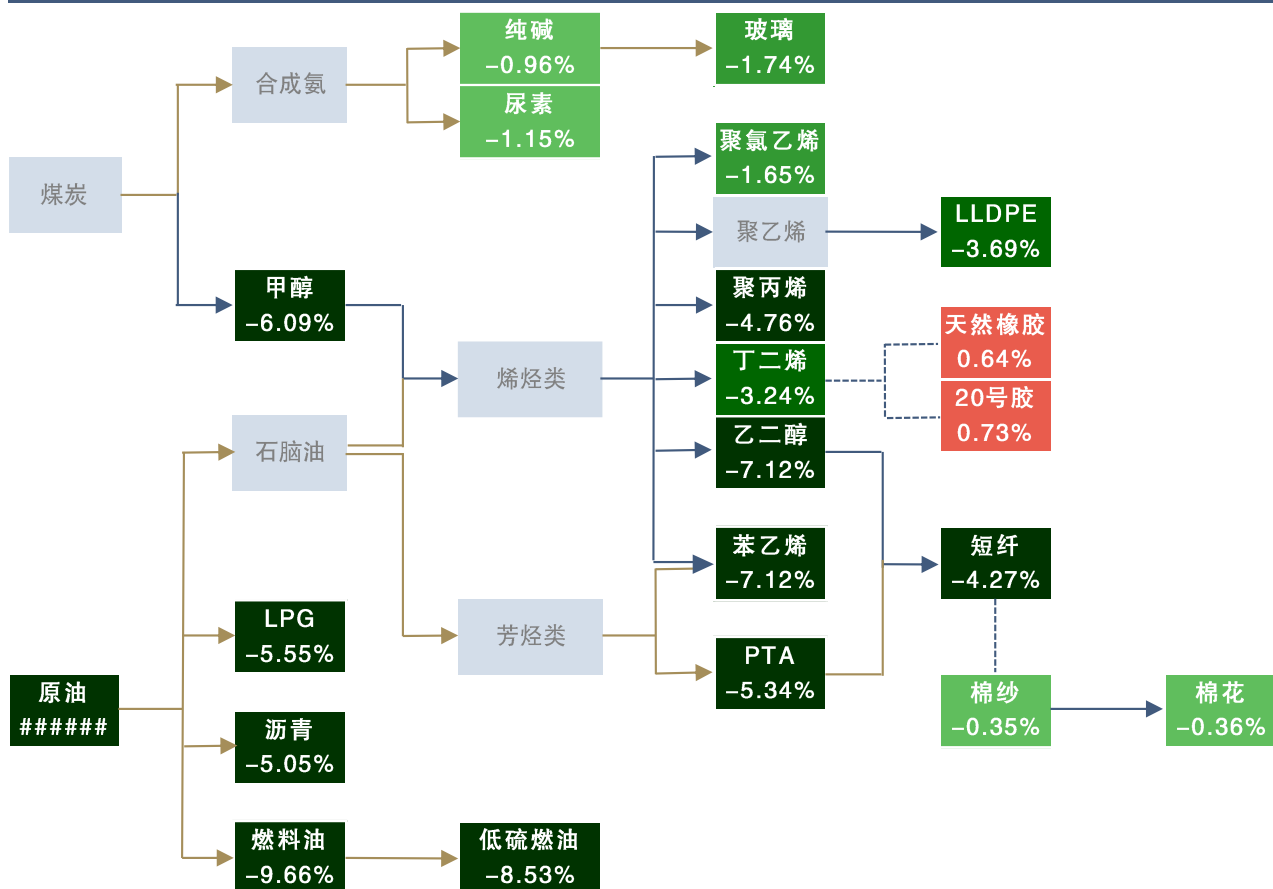 纯碱
-0.96%
玻璃
-1.74%
合成氨
尿素
-1.15%
聚氯乙烯
-1.65%
煤炭
聚乙烯
LLDPE
-3.69%
甲醇
-6.09%
聚丙烯
-4.76%
天然橡胶
0.64%
烯烃类
丁二烯
-3.24%
20号胶
0.73%
石脑油
乙二醇
-7.12%
苯乙烯
-7.12%
短纤
-4.27%
LPG
-5.55%
芳烃类
PTA
-5.34%
原油
######
沥青
-5.05%
棉纱
-0.35%
棉花
-0.36%
燃料油
-9.66%
低硫燃油
-8.53%